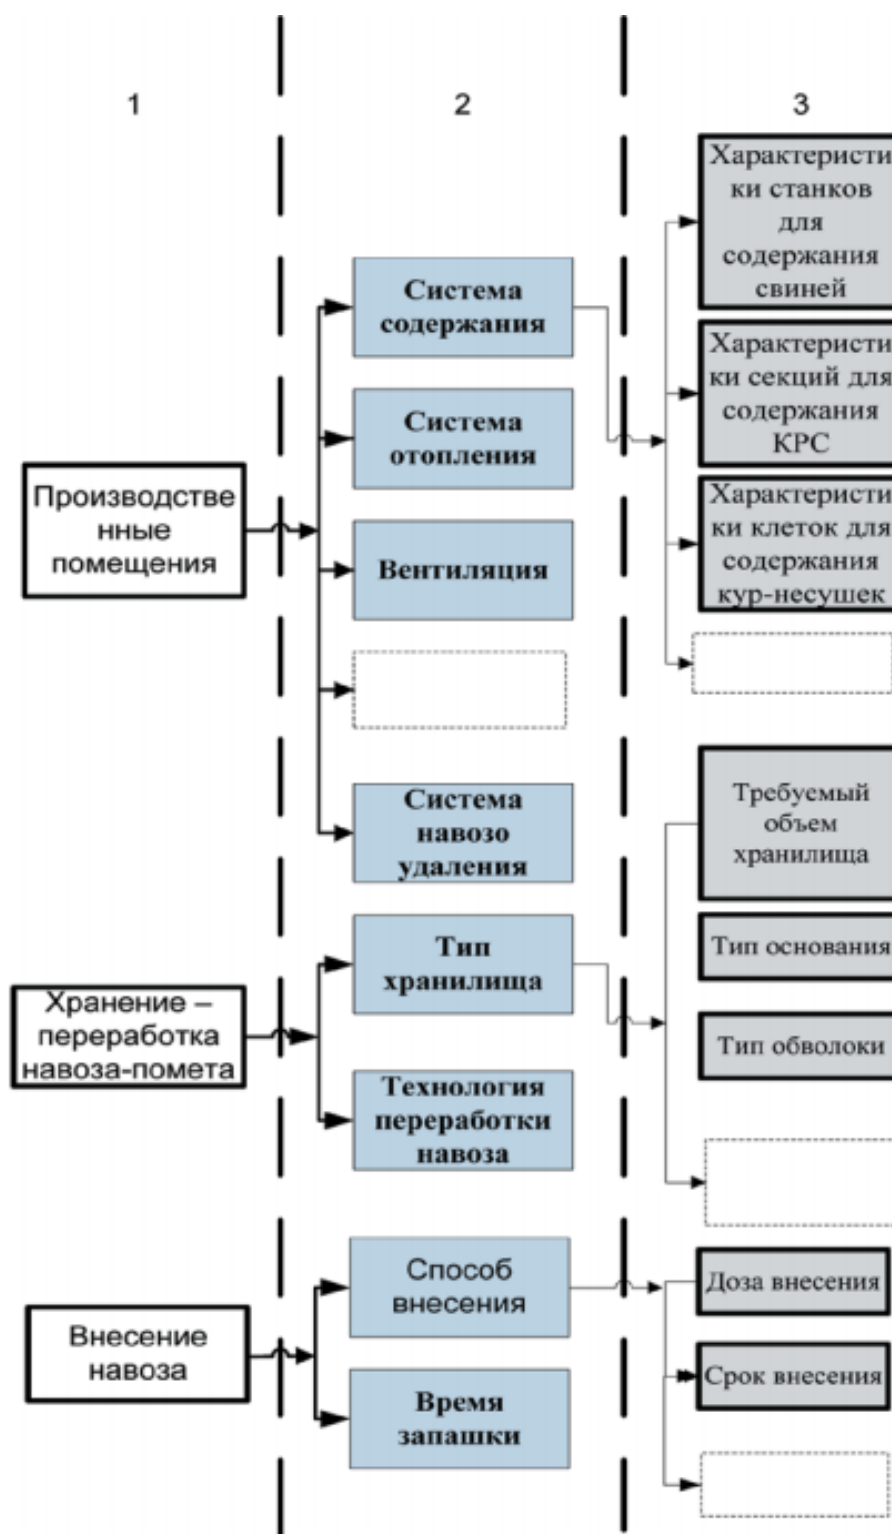 1
2
3
Производстве
нные
помещения
Хранение –
переработка
навоза-помета
Внесение
навоза
Система
содержания
Система
отопления
Вентиляция
Система
навозо
удаления
Тип
хранилища
Технология
переработки
навоза
Способ
внесения
Время
запашки
Характеристи
ки станков
для
содержания
свиней
Характеристи
ки секций для
содержания
КРС
Характеристи
ки клеток для
содержания
кур-несушек
Требуемый
объем
хранилища
Тип основания
Тип обволоки
Доза внесения
Срок внесения